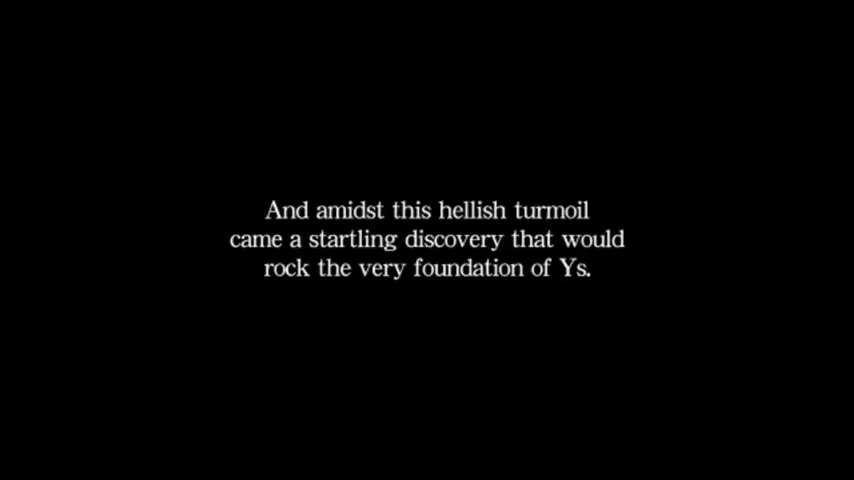 And amidst this hellish turmoil
came a startling discovery that would
rock the very foundation of Ys.